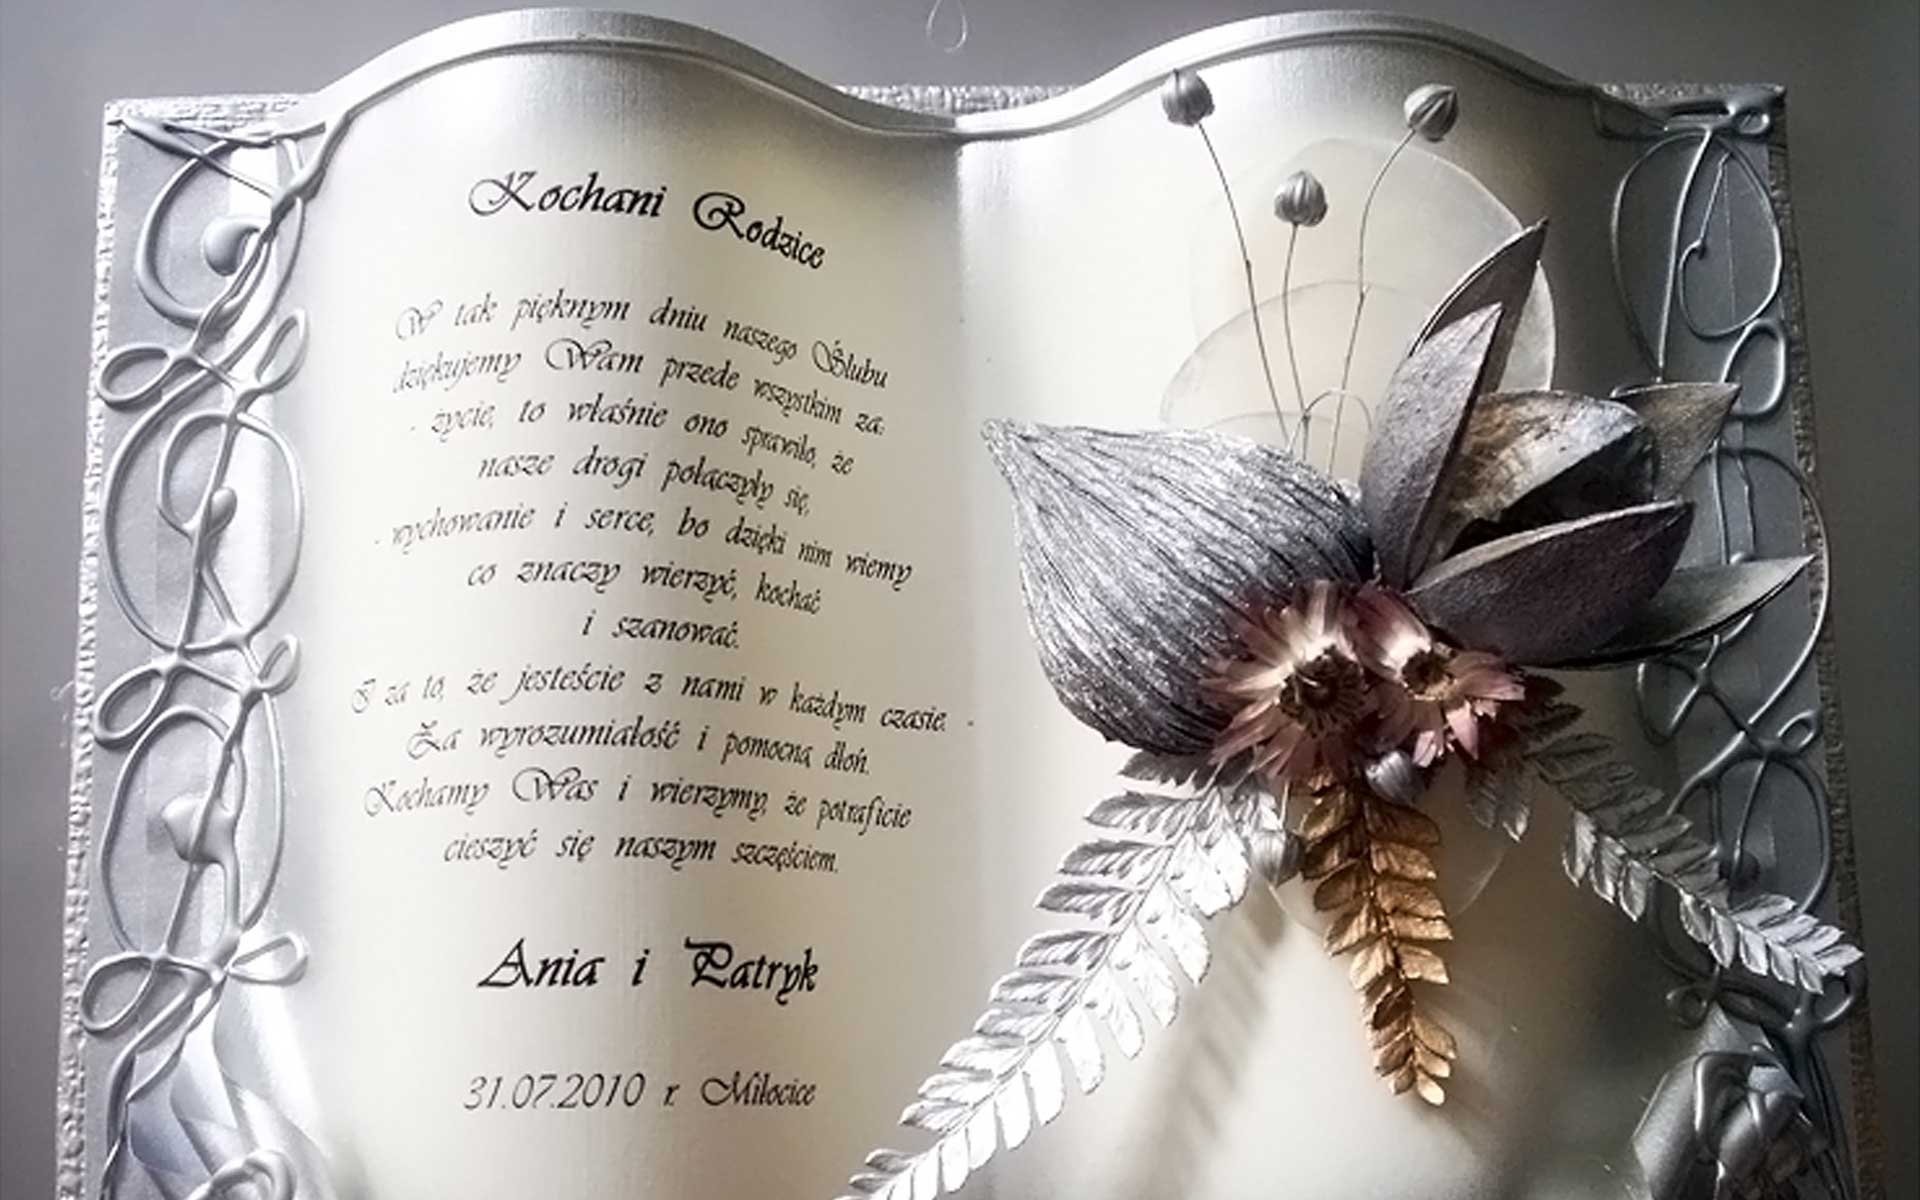 Kochani Rodzice
W tak pięknym dniu naszego Ślubu
dziękujemy Wam przede wszystkim za:
- życie, to właśnie ono sprawiło, że
nasze drogi połączyły się,
- wychowanie i serce, bo dzięki nim wiemy
co znaczy wierzyć, kochać
i szanować.
I za to, że jesteście z nami w każdym czasie. -
Za wyrozumiałość i pomocną dłoń.
Kochamy Was i wierzymy, że potraficie
cieszyć się naszym szczęściem.
Ania i Patryk
31.07.2010 r. Miłocice